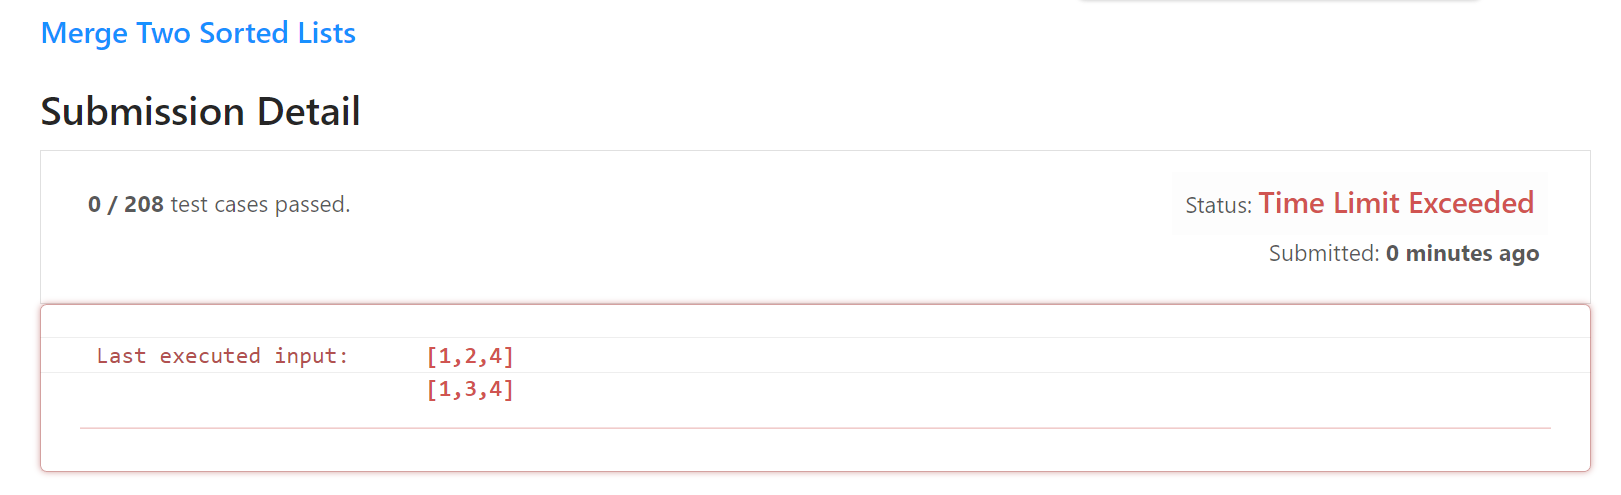 Merge Two Sorted Lists
Submission Detail
0 / 208 test cases passed.
Status: Time Limit Exceeded
Submitted: 0 minutes ago
Last executed input: [1,2,4]
[1,3,4]